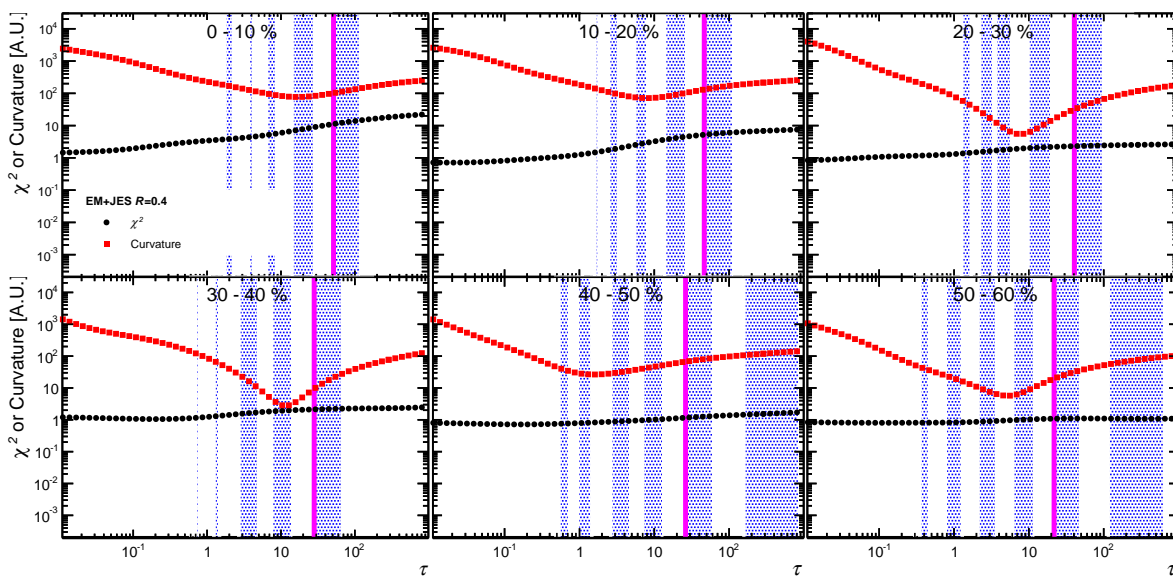 χ² or Curvature [A.U.]
10⁴
10³
10²
10
1
10⁻¹
10⁻²
10⁻³
0 - 10 %
10 - 20 %
20 - 30 %
EM+JES R=0.4
χ²
Curvature
χ² or Curvature [A.U.]
10⁴
10³
10²
10
1
10⁻¹
10⁻²
10⁻³
30 - 40 %
40 - 50 %
50 - 60 %
10⁻¹ 1 10 10² τ
10⁻¹ 1 10 10² τ
10⁻¹ 1 10 10² τ